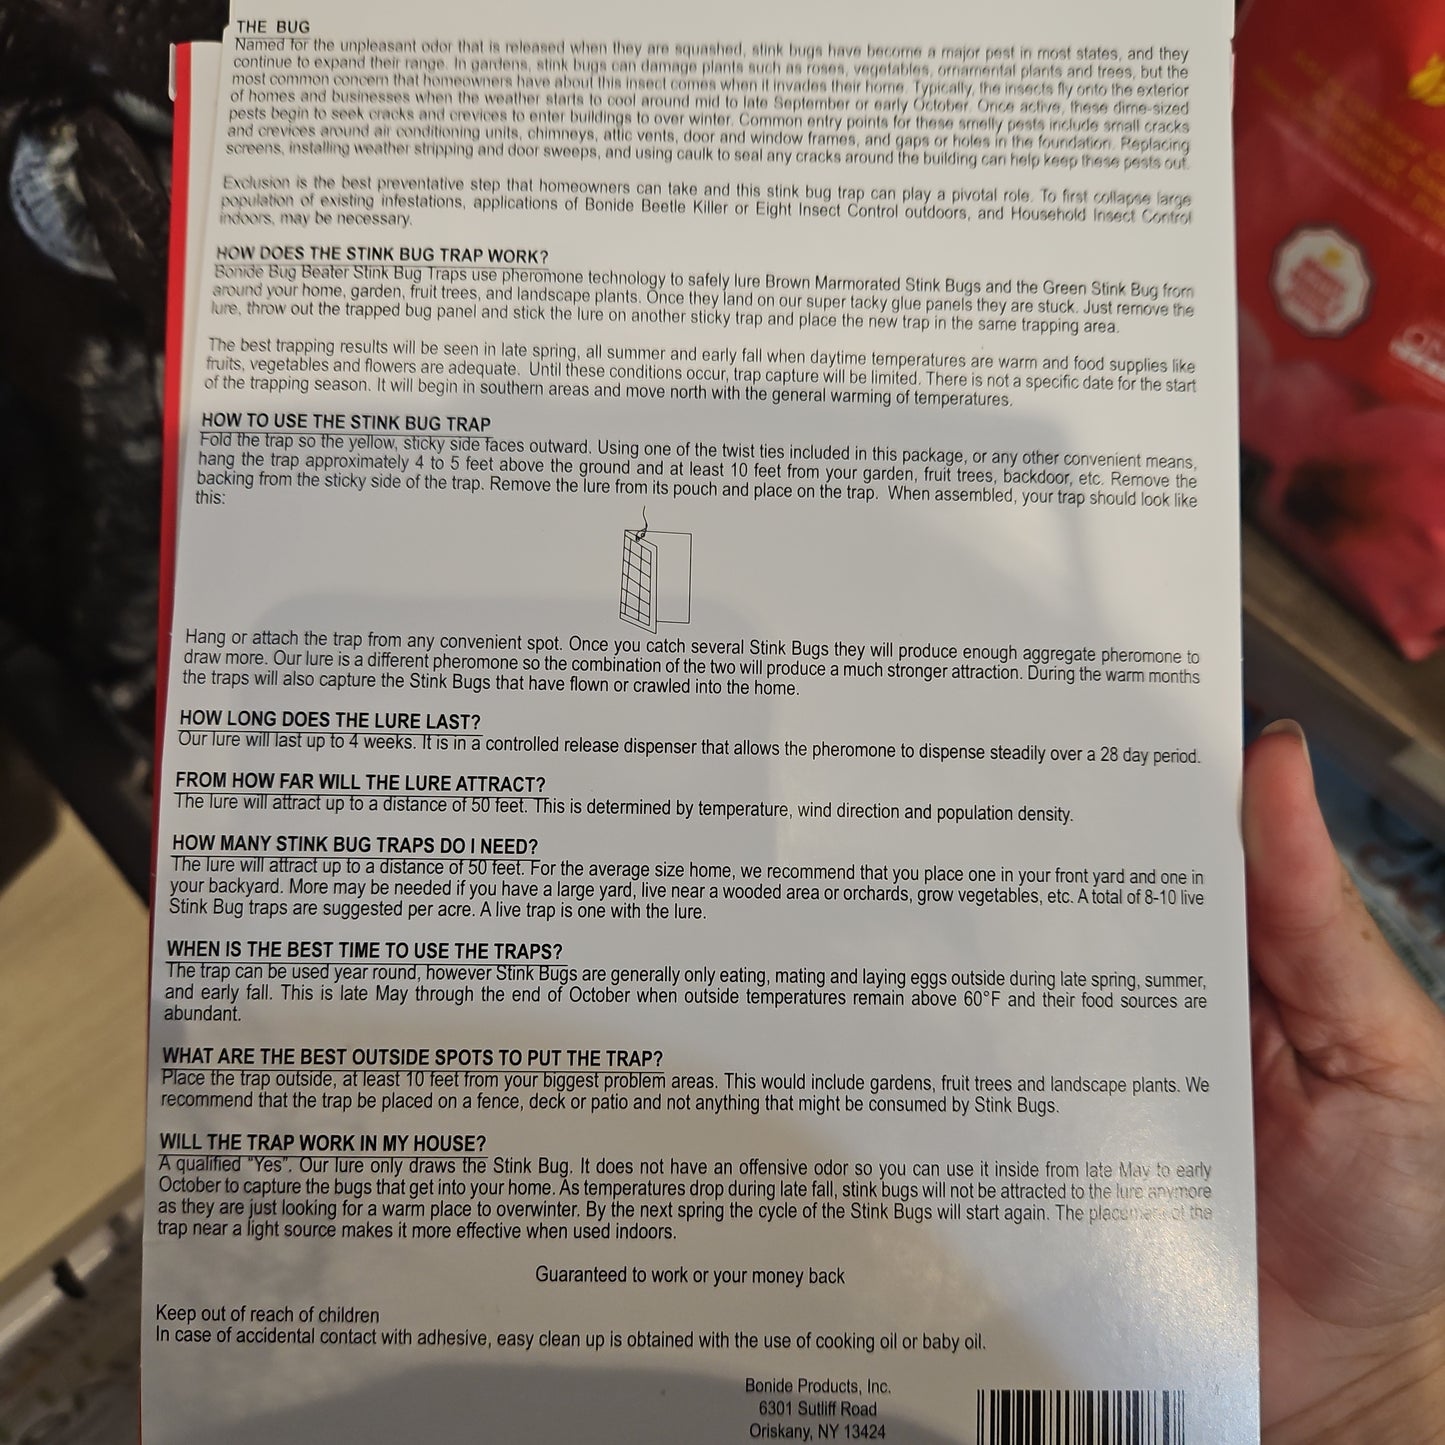 THE BUG
Named for the unpleasant odor that is released when they are squashed, stink bugs have become a major pest in most states, and they
continue to expand their range. In gardens, stink bugs can damage plants such as roses, vegetables, ornamental plants and trees, but the
most common concern that homeowners have about this insect comes when it invades their home. Typically, the insects fly onto the exterior
of homes and businesses when the weather starts to cool around mid to late September or early October. Once active, these dime-sized
pests begin to seek cracks and crevices to enter buildings to over winter. Common entry points for these smelly pests include small cracks
and crevices around air conditioning units, chimneys, attic vents, door and window frames, and gaps or holes in the foundation. Replacing
screens, installing weather stripping and door sweeps, and using caulk to seal any cracks around the building can help keep these pests out.
Exclusion is the best preventative step that homeowners can take and this stink bug trap can play a pivotal role. To first collapse large
population of existing infestations, applications of Bonide Beetle Killer or Eight Insect Control outdoors, and Household Insect Control
indoors, may be necessary.
HOW DOES THE STINK BUG TRAP WORK?
Bonide Bug Beater Stink Bug Traps use pheromone technology to safely lure Brown Marmorated Stink Bugs and the Green Stink Bug from
around your home, garden, fruit trees, and landscape plants. Once they land on our super tacky glue panels they are stuck. Just remove the
lure, throw out the trapped bug panel and stick the lure on another sticky trap and place the new trap in the same trapping area.
The best trapping results will be seen in late spring, all summer and early fall when daytime temperatures are warm and food supplies like
fruits, vegetables and flowers are adequate. Until these conditions occur, trap capture will be limited. There is not a specific date for the start
of the trapping season. It will begin in southern areas and move north with the general warming of temperatures.
HOW TO USE THE STINK BUG TRAP
Fold the trap so the yellow, sticky side faces outward. Using one of the twist ties included in this package, or any other convenient means,
hang the trap approximately 4 to 5 feet above the ground and at least 10 feet from your garden, fruit trees, backdoor, etc. Remove the
backing from the sticky side of the trap. Remove the lure from its pouch and place on the trap. When assembled, your trap should look like
this:
Hang or attach the trap from any convenient spot. Once you catch several Stink Bugs they will produce enough aggregate pheromone to
draw more. Our lure is a different pheromone so the combination of the two will produce a much stronger attraction. During the warm months
the traps will also capture the Stink Bugs that have flown or crawled into the home.
HOW LONG DOES THE LURE LAST?
Our lure will last up to 4 weeks. It is in a controlled release dispenser that allows the pheromone to dispense steadily over a 28 day period.
FROM HOW FAR WILL THE LURE ATTRACT?
The lure will attract up to a distance of 50 feet. This is determined by temperature, wind direction and population density.
HOW MANY STINK BUG TRAPS DO I NEED?
The lure will attract up to a distance of 50 feet. For the average size home, we recommend that you place one in your front yard and one in
your backyard. More may be needed if you have a large yard, live near a wooded area or orchards, grow vegetables, etc. A total of 8-10 live
Stink Bug traps are suggested per acre. A live trap is one with the lure.
WHEN IS THE BEST TIME TO USE THE TRAPS?
The trap can be used year round, however Stink Bugs are generally only eating, mating and laying eggs outside during late spring, summer,
and early fall. This is late May through the end of October when outside temperatures remain above 60°F and their food sources are
abundant.
WHAT ARE THE BEST OUTSIDE SPOTS TO PUT THE TRAP?
Place the trap outside, at least 10 feet from your biggest problem areas. This would include gardens, fruit trees and landscape plants. We
recommend that the trap be placed on a fence, deck or patio and not anything that might be consumed by Stink Bugs.
WILL THE TRAP WORK IN MY HOUSE?
A qualified "Yes". Our lure only draws the Stink Bug. It does not have an offensive odor so you can use it inside from late May to early
October to capture the bugs that get into your home. As temperatures drop during late fall, stink bugs will not be attracted to the lure anymore
as they are just looking for a warm place to overwinter. By the next spring the cycle of the Stink Bugs will start again. The placement of the
trap near a light source makes it more effective when used indoors.
Guaranteed to work or your money back
Keep out of reach of children
In case of accidental contact with adhesive, easy clean up is obtained with the use of cooking oil or baby oil.
Bonide Products, Inc.
6301 Sutliff Road
Oriskany, NY 13424